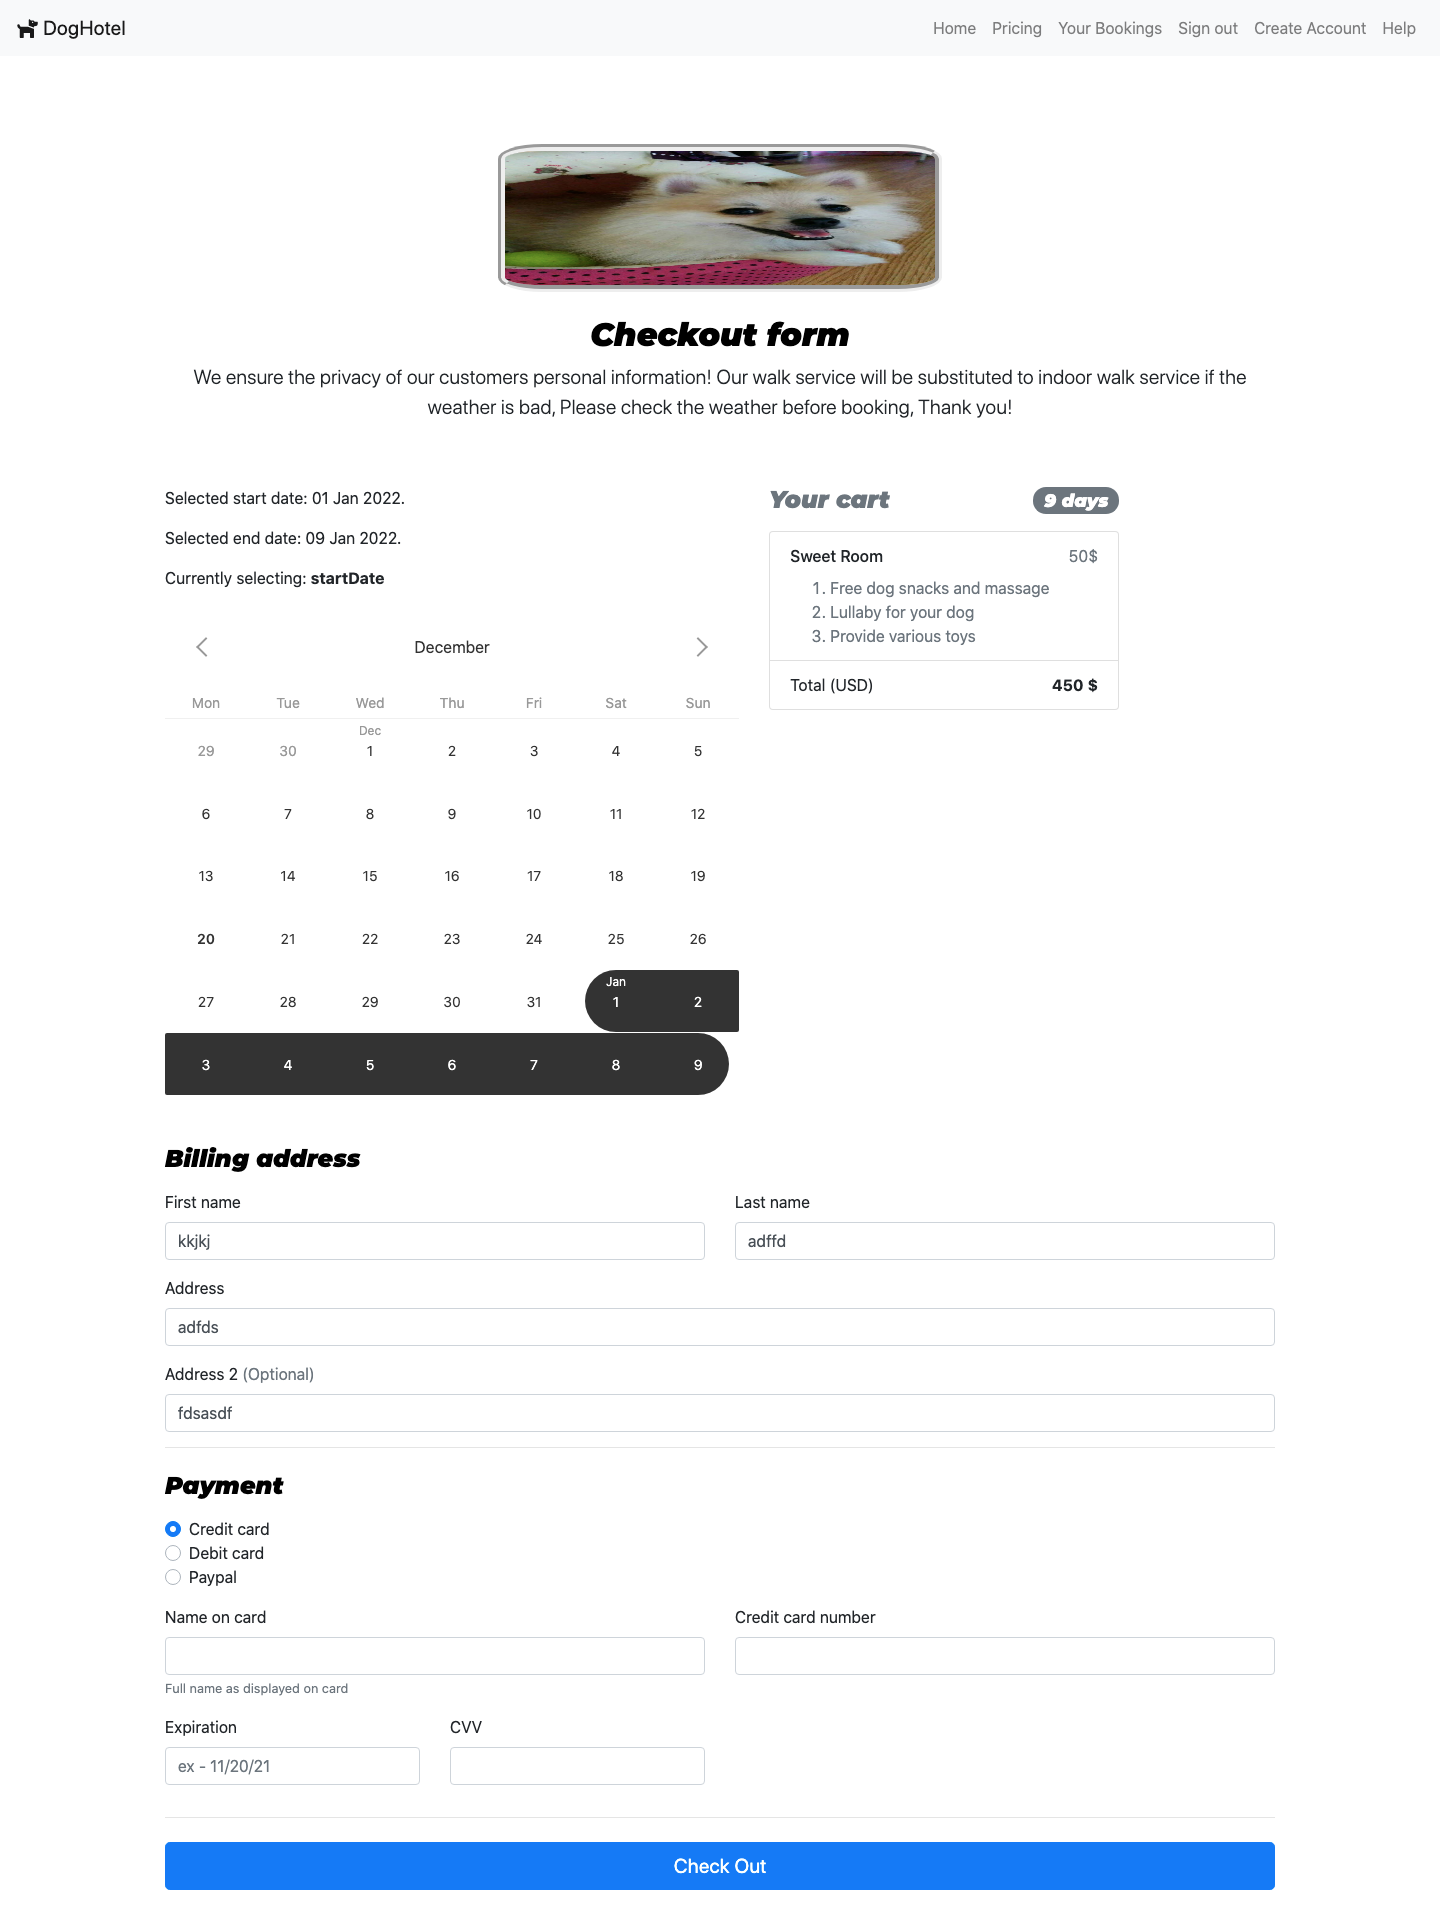 DogHotel
Home Pricing Your Bookings Sign out Create Account Help
Checkout form
We ensure the privacy of our customers personal information! Our walk service will be substituted to indoor walk service if the
weather is bad, Please check the weather before booking, Thank you!
Selected start date: 01 Jan 2022.
Selected end date: 09 Jan 2022.
Currently selecting: startDate
December
Mon Tue Wed Thu Fri Sat Sun
Dec
29 30 1 2 3 4 5
6 7 8 9 10 11 12
13 14 15 16 17 18 19
20 21 22 23 24 25 26
Jan
27 28 29 30 31 1 2
3 4 5 6 7 8 9
Your cart 9 days
Sweet Room 50$
1. Free dog snacks and massage
2. Lullaby for your dog
3. Provide various toys
Total (USD) 450 $
Billing address
First name Last name
kkjkj adffd
Address
adfds
Address 2 (Optional)
fdsasdf
Payment
Credit card
Debit card
Paypal
Name on card Credit card number
Full name as displayed on card
Expiration CVV
ex - 11/20/21
Check Out